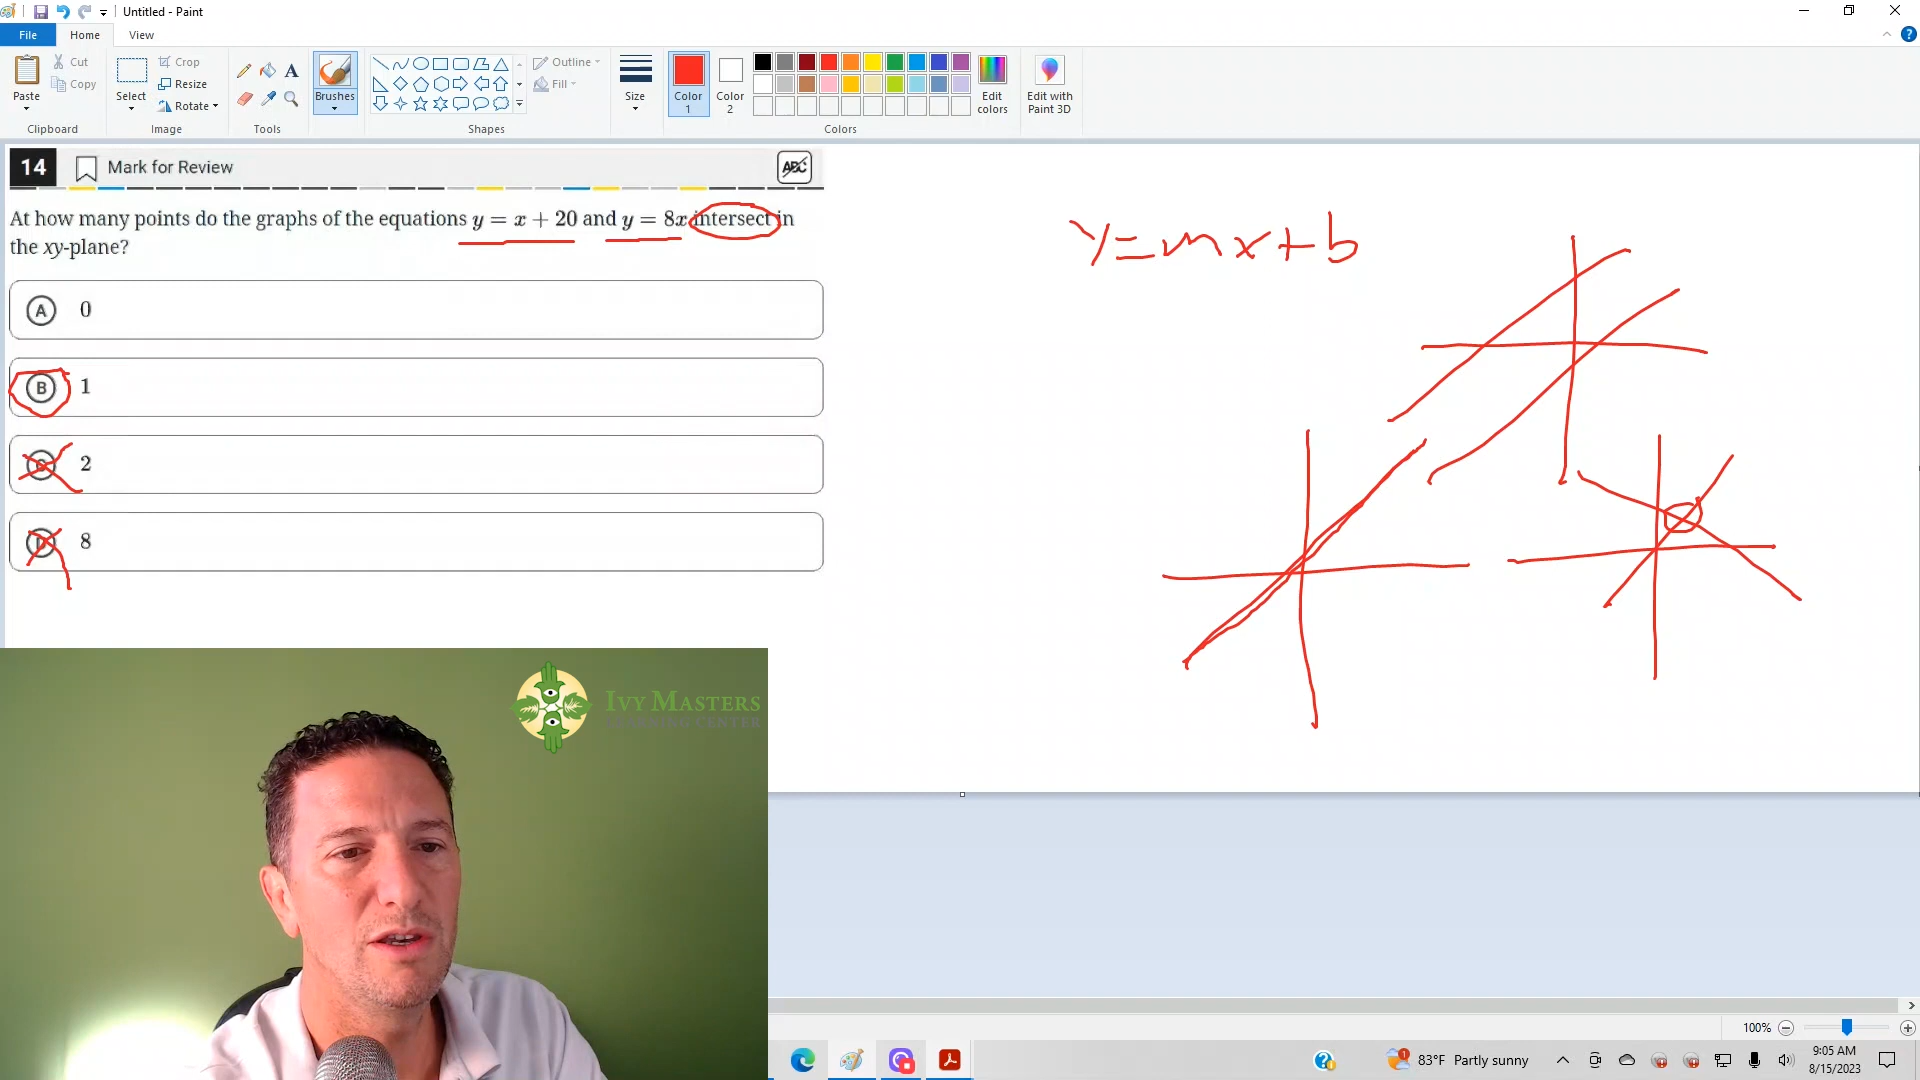 Untitled - Paint
File
Home
View
Paste
Cut
Copy
Clipboard
Select
Crop
Resize
Rotate
Image
A
Tools
Brushes
Shapes
Outline
Fill
Size
Color 1
Color 2
Colors
Edit colors
Edit with Paint 3D
14 Mark for Review ABC
At how many points do the graphs of the equations y = x + 20 and y = 8x intersect in
the xy-plane?
A 0
B 1
C 2
D 8
y=mx+b
IVY MASTERS
LEARNING CENTER
100%
83°F Partly sunny
9:05 AM
8/15/2023